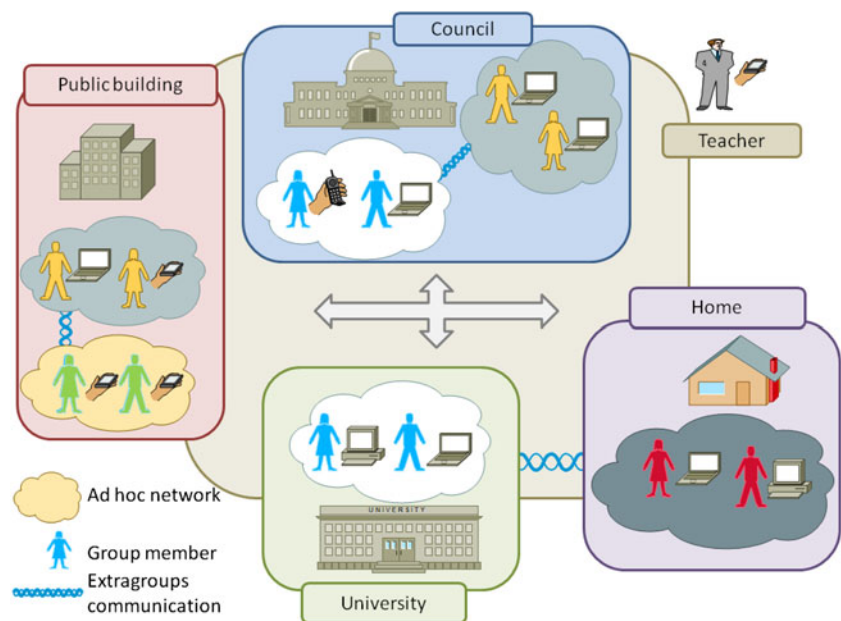 Council
Public building
Teacher
Home
UNIVERSITY
University
Ad hoc network
Group member
Extragroups
communication